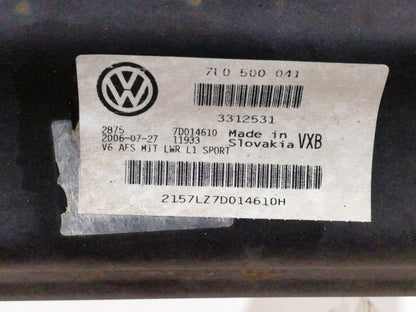 7L0 500 041
3312531
2875 7D014610 Made in VXB
2006-07-27 11933 Slovakia
V6 AFS MIT LWR L1 SPORT
2157LZ7D014610H